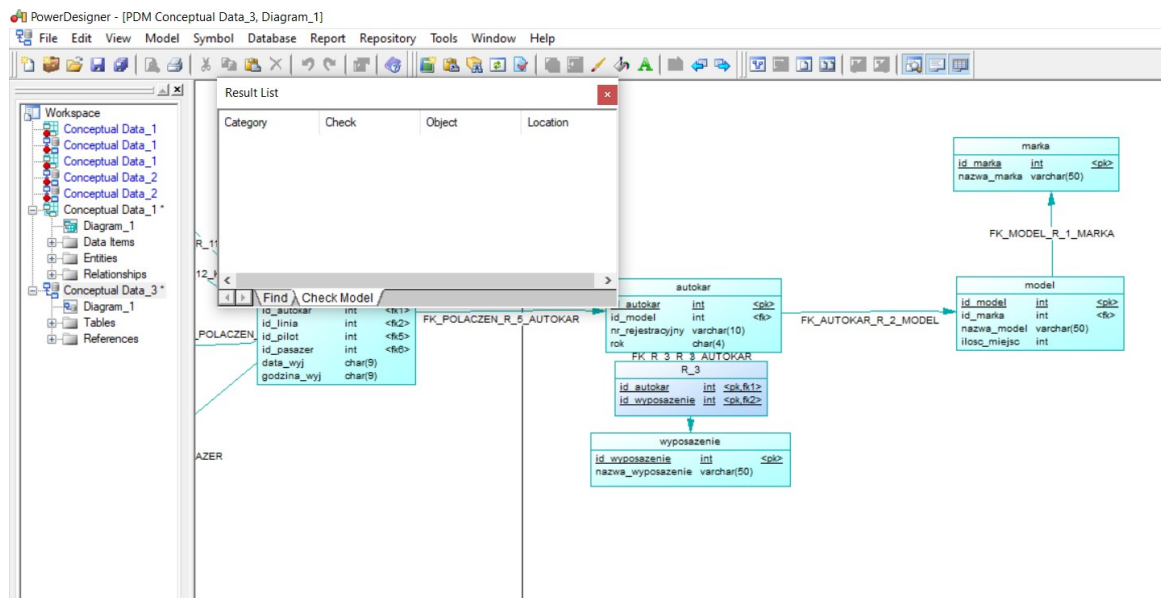 PowerDesigner - [PDM Conceptual Data_3, Diagram_1]
File Edit View Model Symbol Database Report Repository Tools Window Help
Result List
Category Check Object Location
Find Check Model
Workspace
Conceptual Data_1
Conceptual Data_1
Conceptual Data_1
Conceptual Data_2
Conceptual Data_2
Conceptual Data_1 *
Diagram_1
Data Items
Entities
Relationships
Conceptual Data_3 *
Diagram_1
Tables
References
R_11
12_
_POLACZEN_
AZER
id_autokar int <fk1>
id_linia int <fk2>
id_pilot int <fk5>
id_pasazer int <fk6>
data_wyj char(9)
godzina_wyj char(9)
FK_POLACZEN_R_5_AUTOKAR
autokar
_autokar int <pk>
id_model int <fk>
nr_rejestracyjny varchar(10)
rok char(4)
FK_R_3_R_3_AUTOKAR
R_3
id_autokar int <pk,fk1>
id_wyposazenie int <pk,fk2>
wyposazenie
id_wyposazenie int <pk>
nazwa_wyposazenie varchar(50)
FK_AUTOKAR_R_2_MODEL
marka
id_marka int <pk>
nazwa_marka varchar(50)
FK_MODEL_R_1_MARKA
model
id_model int <pk>
id_marka int <fk>
nazwa_model varchar(50)
ilosc_miejsc int